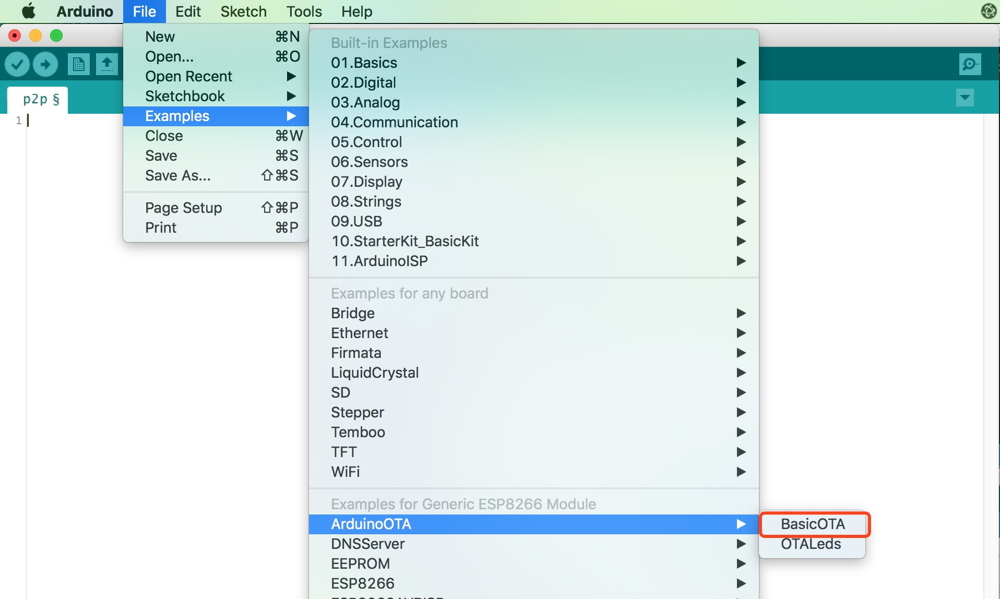 Arduino File Edit Sketch Tools Help
p2p §
1
New ⌘N
Open... ⌘O
Open Recent
Sketchbook
Examples
Close ⌘W
Save ⌘S
Save As... ⇧⌘S
Page Setup ⇧⌘P
Print ⌘P
Built-in Examples
01.Basics
02.Digital
03.Analog
04.Communication
05.Control
06.Sensors
07.Display
08.Strings
09.USB
10.StarterKit_BasicKit
11.ArduinoISP
Examples for any board
Bridge
Ethernet
Firmata
LiquidCrystal
SD
Stepper
Temboo
TFT
WiFi
Examples for Generic ESP8266 Module
ArduinoOTA
DNSServer
EEPROM
ESP8266
BasicOTA
OTALeds